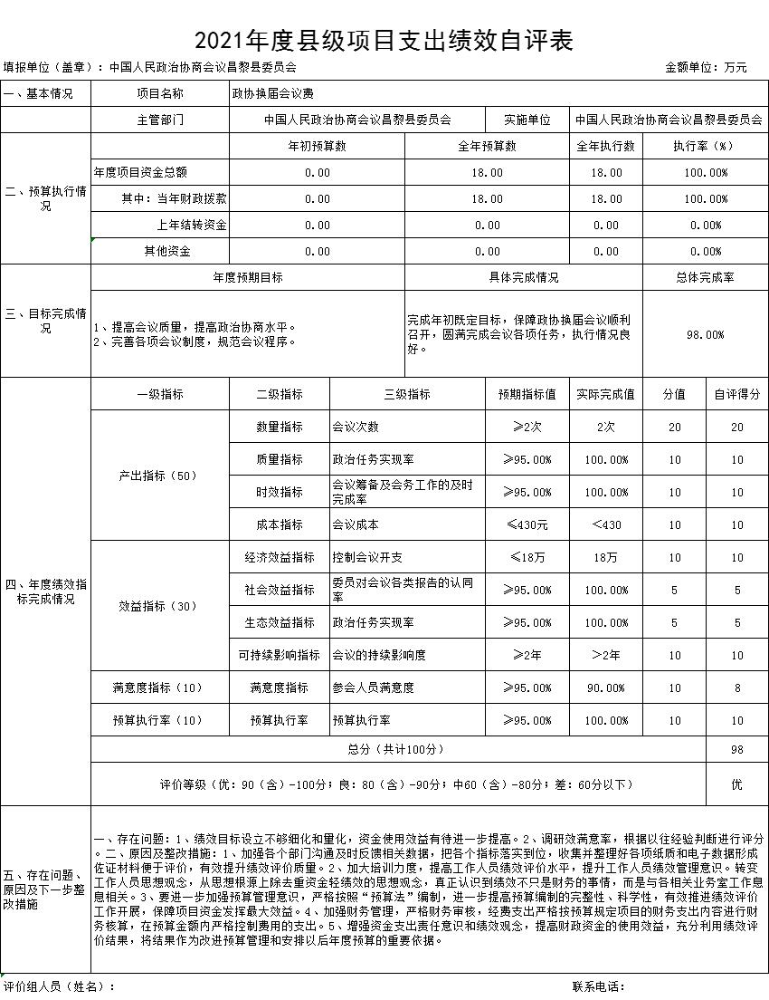 2021年度县级项目支出绩效自评表
填报单位（盖章）：中国人民政治协商会议昌黎县委员会 金额单位：万元
一、基本情况 项目名称 政协换届会议费
主管部门 中国人民政治协商会议昌黎县委员会 实施单位 中国人民政治协商会议昌黎县委员会
二、预算执行情况 年初预算数 全年预算数 全年执行数 执行率（%）
年度项目资金总额 0.00 18.00 18.00 100.00%
其中：当年财政拨款 0.00 18.00 18.00 100.00%
上年结转资金 0.00 0.00 0.00 0.00%
其他资金 0.00 0.00 0.00 0.00%
三、目标完成情况 年度预期目标 具体完成情况 总体完成率
1、提高会议质量，提高政治协商水平。
2、完善各项会议制度，规范会议程序。
完成年初既定目标，保障政协换届会议顺利
召开，圆满完成会议各项任务，执行情况良
好。
98.00%
四、年度绩效指标完成情况 一级指标 二级指标 三级指标 预期指标值 实际完成值 分值 自评得分
产出指标（50） 数量指标 会议次数 ≥2次 2次 20 20
质量指标 政治任务实现率 ≥95.00% 100.00% 10 10
时效指标 会议筹备及会务工作的及时完成率 ≥95.00% 100.00% 10 10
成本指标 会议成本 ≤430元 ＜430 10 10
效益指标（30） 经济效益指标 控制会议开支 ≤18万 18万 10 10
社会效益指标 委员对会议各类报告的认同率 ≥95.00% 100.00% 5 5
生态效益指标 政治任务实现率 ≥95.00% 100.00% 5 5
可持续影响指标 会议的持续影响度 ≥2年 ＞2年 10 10
满意度指标（10） 满意度指标 参会人员满意度 ≥95.00% 90.00% 10 8
预算执行率（10） 预算执行率 预算执行率 ≥95.00% 100.00% 10 10
总分（共计100分） 98
评价等级（优：90（含）-100分；良：80（含）-90分；中60（含）-80分；差：60分以下） 优
五、存在问题、原因及下一步整改措施
一、存在问题：1、绩效目标设立不够细化和量化，资金使用效益有待进一步提高。2、调研效满意率，根据以往经验判断进行评分
。二、原因及整改措施：1、加强各个部门沟通及时反馈相关数据，把各个指标落实到位，收集并整理好各项纸质和电子数据形成
佐证材料便于评价，有效提升绩效评价质量。2、加大培训力度，提高工作人员绩效评价水平，提升工作人员绩效管理意识。转变
工作人员思想观念，从思想根源上除去重资金轻绩效的思想观念，真正认识到绩效不只是财务的事情，而是与各相关业务室工作息
息相关。3、要进一步加强预算管理意识，严格按照“预算法”编制，进一步提高预算编制的完整性、科学性，有效推进绩效评价
工作开展，保障项目资金发挥最大效益。4、加强财务管理，严格财务审核，经费支出严格按预算规定项目的财务支出内容进行财
务核算，在预算金额内严格控制费用的支出。5、增强资金支出责任意识和绩效观念，提高财政资金的使用效益，充分利用绩效评
价结果，将结果作为改进预算管理和安排以后年度预算的重要依据。
评价组人员（姓名）： 联系电话：